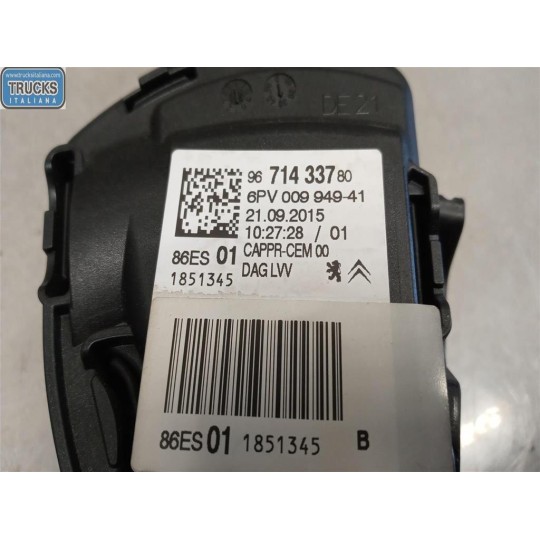 www.trucksitaliana.com
TRUCKS
ITALIANA
DE 21
96 714 337 80
6PV 009 949-41
21.09.2015
10:27:28 / 01
86ES 01 CAPPR-CEM 00
1851345 DAG LVV
86ES 01 1851345 B